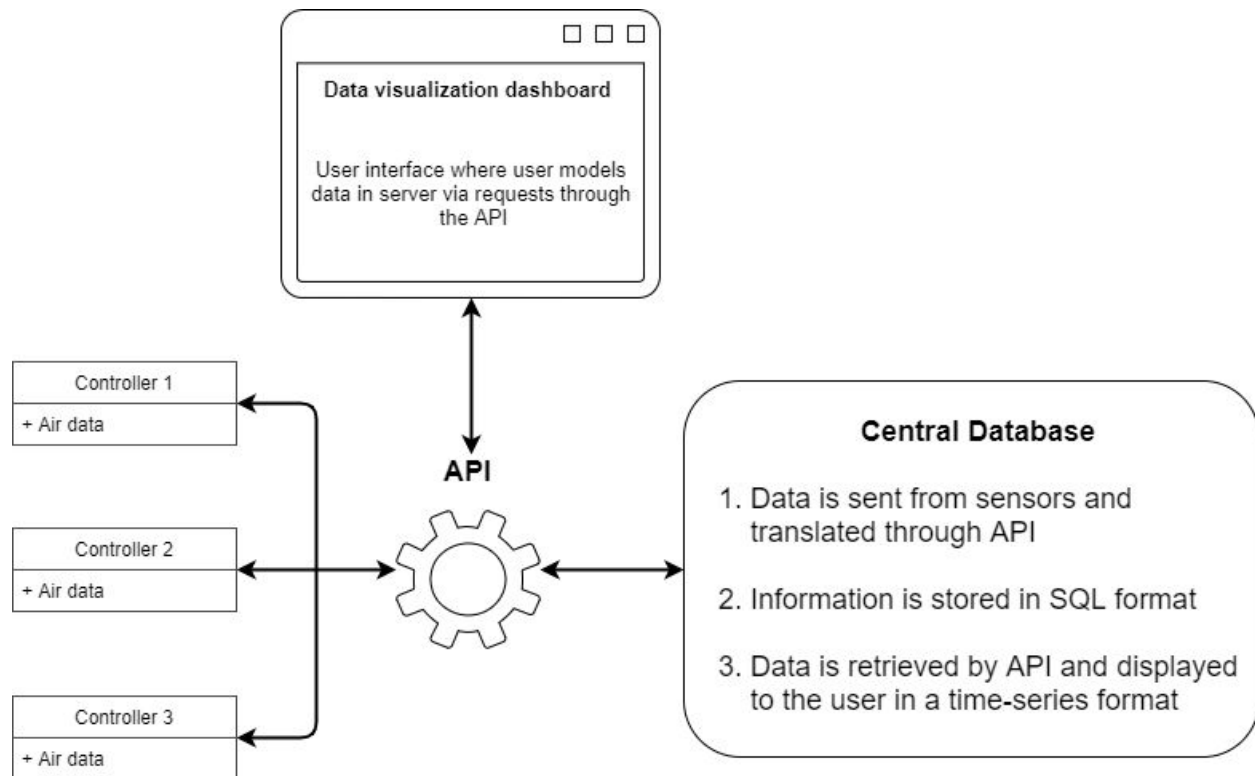 Data visualization dashboard
User interface where user models
data in server via requests through
the API
Controller 1
+ Air data
API
Controller 2
+ Air data
Controller 3
+ Air data
Central Database
1. Data is sent from sensors and
translated through API
2. Information is stored in SQL format
3. Data is retrieved by API and displayed
to the user in a time-series format